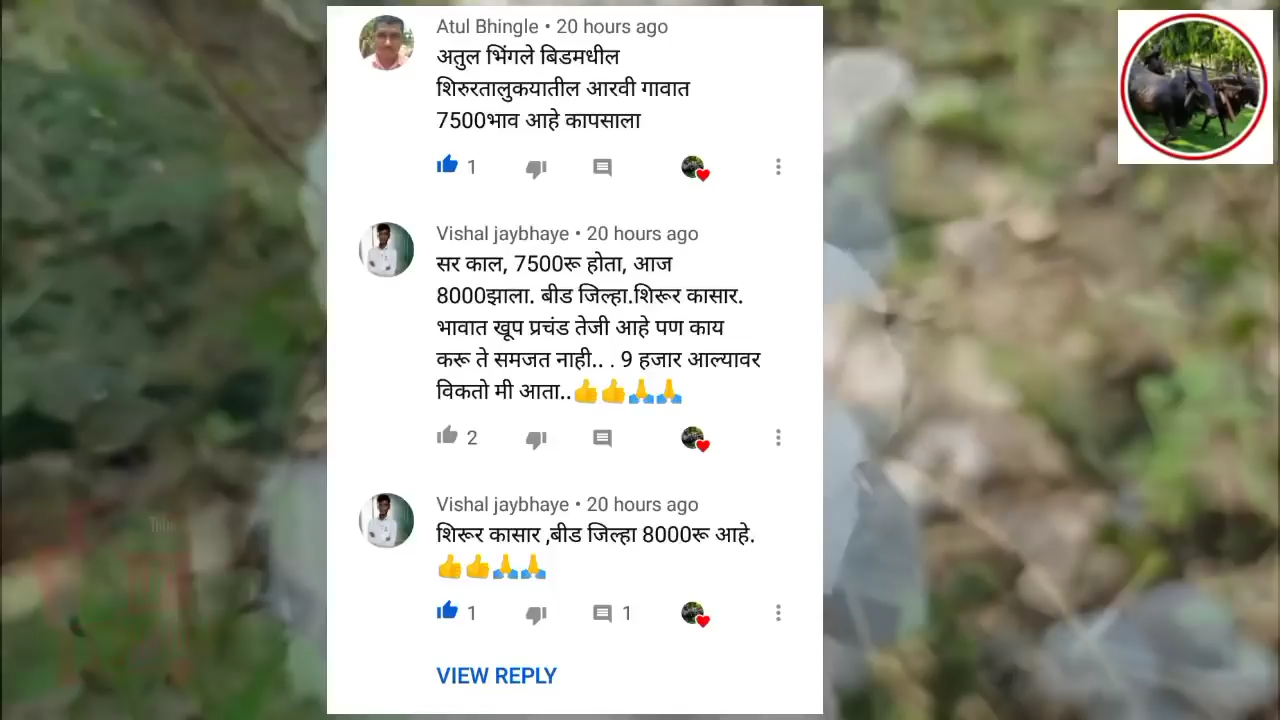 Atul Bhingle • 20 hours ago
अतुल भिंगले बिडमधील
शिरुरतालुकयातील आरवी गावात
7500भाव आहे कापसाला
1
Vishal jaybhaye • 20 hours ago
सर काल, 7500रू होता, आज
8000झाला. बीड जिल्हा.शिरूर कासार.
भावात खूप प्रचंड तेजी आहे पण काय
करू ते समजत नाही.. . 9 हजार आल्यावर
विकतो मी आता..👍👍🙏🙏
2
Vishal jaybhaye • 20 hours ago
शिरूर कासार ,बीड जिल्हा 8000रू आहे.
👍👍🙏🙏
1 1
VIEW REPLY